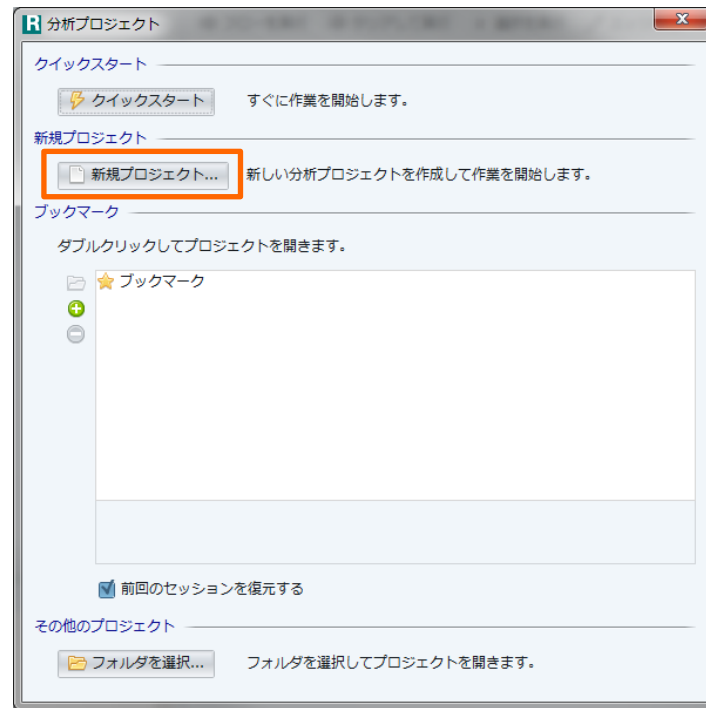 R 分析プロジェクト
クイックスタート
クイックスタート すぐに作業を開始します。
新規プロジェクト
新規プロジェクト... 新しい分析プロジェクトを作成して作業を開始します。
ブックマーク
ダブルクリックしてプロジェクトを開きます。
ブックマーク
前回のセッションを復元する
その他のプロジェクト
フォルダを選択... フォルダを選択してプロジェクトを開きます。